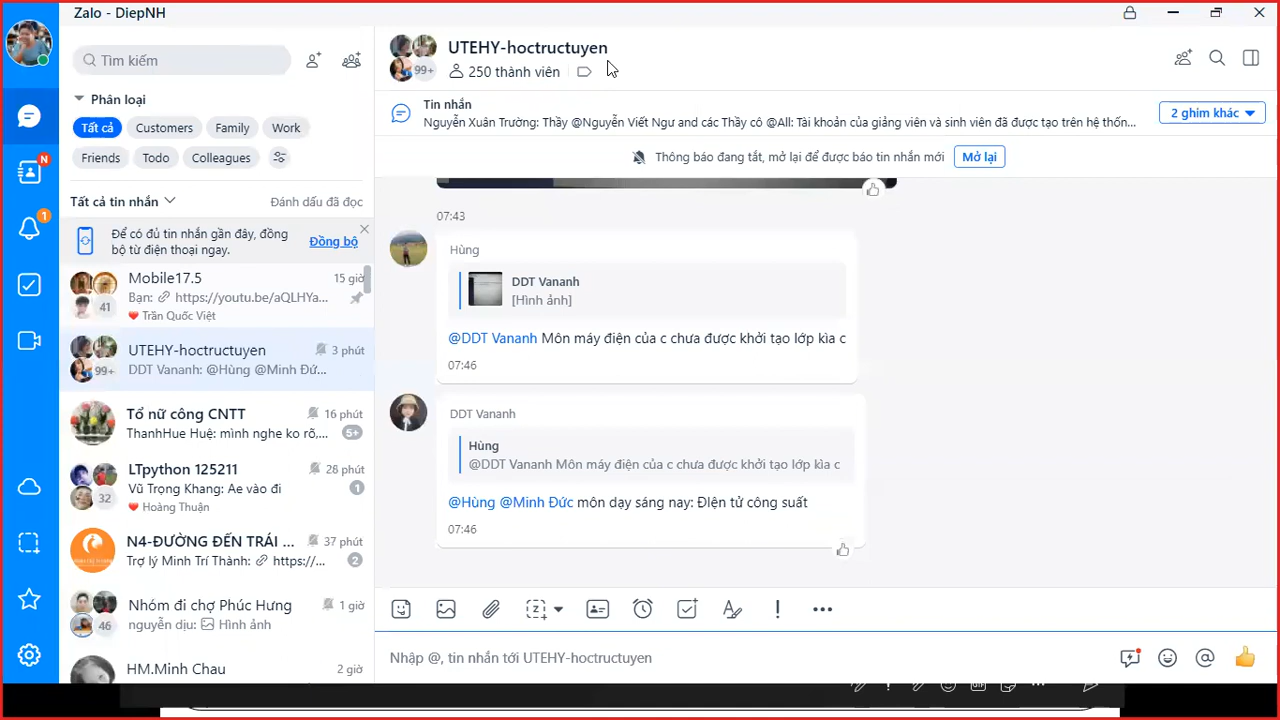 Zalo - DiepNH
Tìm kiếm
Phân loại
Tất cả
Customers
Family
Work
Friends
Todo
Colleagues
Tất cả tin nhắn
Đánh dấu đã đọc
Để có đủ tin nhắn gần đây, đồng
bộ từ điện thoại ngay.
Đồng bộ
N
1
Mobile17.5
15 giờ
Bạn: https://youtu.be/aQLHYa...
Trần Quốc Việt
41
UTEHY-hoctructuyen
3 phút
DDT Vananh: @Hùng @Minh Đứ...
99+
Tổ nữ công CNTT
16 phút
ThanhHue Huệ: mình nghe ko rõ,...
5+
LTpython 125211
28 phút
Vũ Trọng Khang: Ae vào đi
1
Hoàng Thuận
32
N4-ĐƯỜNG ĐẾN TRÁI ...
37 phút
Trợ lý Minh Trí Thành: https:/...
2
Nhóm đi chợ Phúc Hưng
1 giờ
nguyễn dịu: Hình ảnh
46
HM.Minh Chau
2 giờ
99+
UTEHY-hoctructuyen
250 thành viên
Tin nhắn
Nguyễn Xuân Trường: Thầy @Nguyễn Viết Ngư and các Thầy cô @All: Tài khoản của giảng viên và sinh viên đã được tạo trên hệ thốn...
2 ghim khác
Thông báo đang tắt, mở lại để được báo tin nhắn mới
Mở lại
07:43
Hùng
DDT Vananh
[Hình ảnh]
@DDT Vananh Môn máy điện của c chưa được khởi tạo lớp kìa c
07:46
DDT Vananh
Hùng
@DDT Vananh Môn máy điện của c chưa được khởi tạo lớp kìa c
@Hùng @Minh Đức môn dạy sáng nay: Điện tử công suất
07:46
Nhập @, tin nhắn tới UTEHY-hoctructuyen
GIF